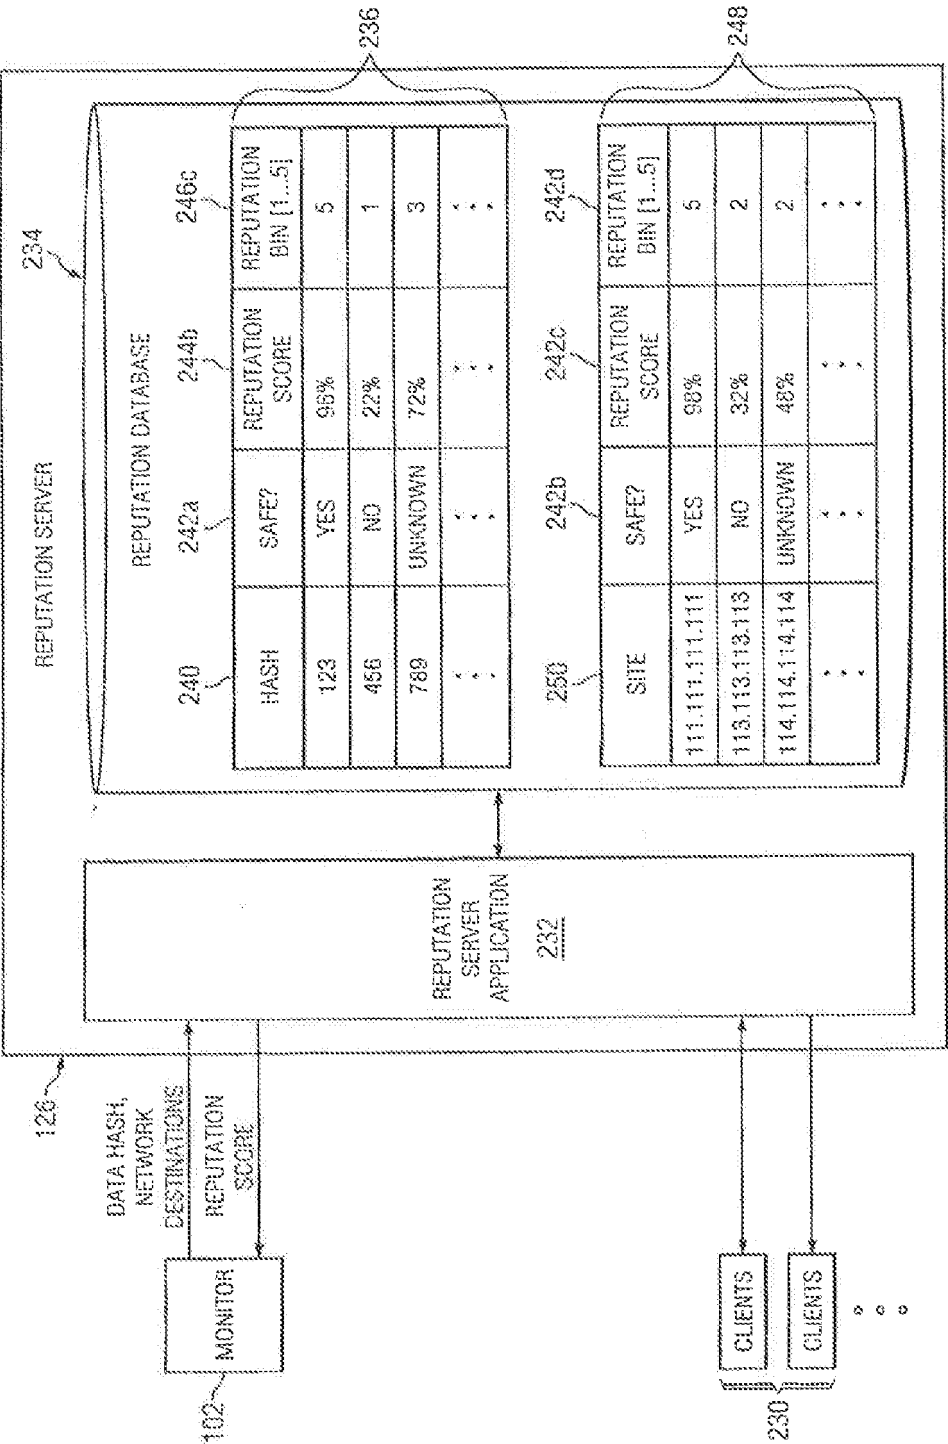 REPUTATION SERVER
234
REPUTATION DATABASE
240
242a
244b
246c
HASH SAFE? REPUTATION SCORE REPUTATION BIN [1...5]
123 YES 96% 5
456 NO 22% 1
789 UNKNOWN 72% 3
236
250
242b
242c
242d
SITE SAFE? REPUTATION SCORE REPUTATION BIN [1...5]
111.111.111.111 YES 98% 5
113.113.113.113 NO 32% 2
114.114.114.114 UNKNOWN 48% 2
248
REPUTATION
SERVER
APPLICATION
232
126
DATA HASH,
NETWORK
DESTINATIONS
REPUTATION
SCORE
MONITOR
102
CLIENTS
CLIENTS
230